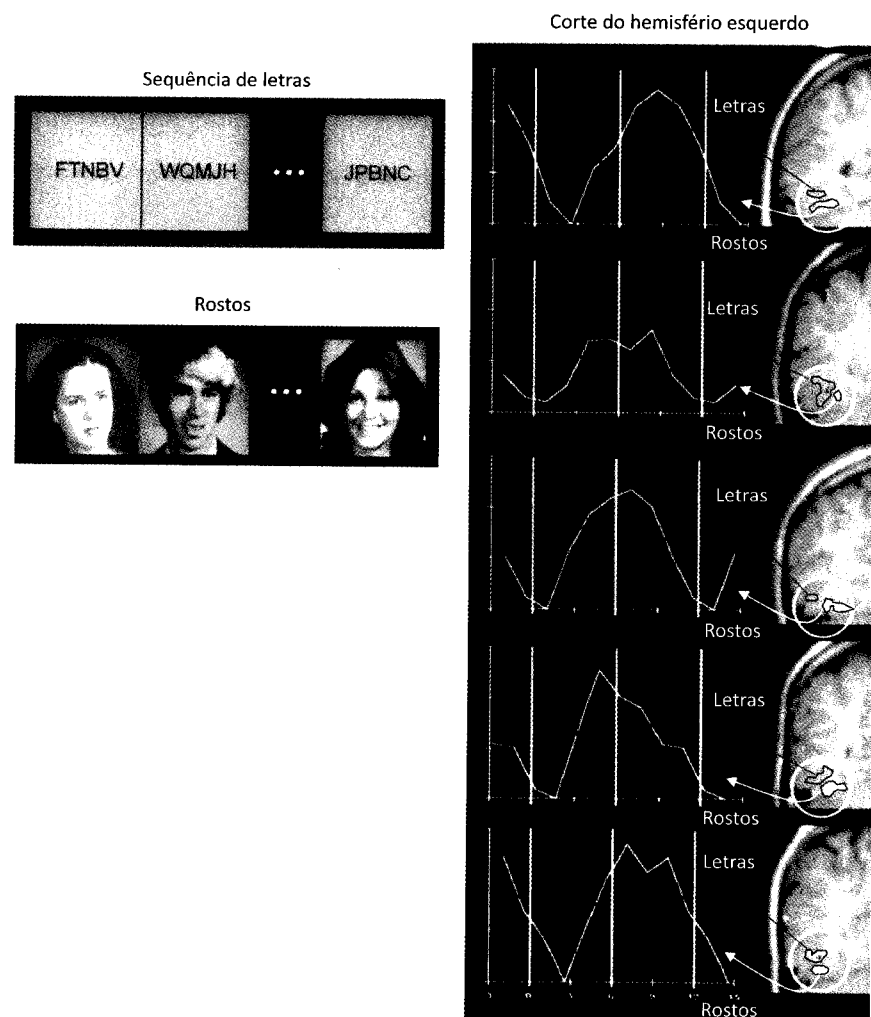 Corte do hemisfério esquerdo
Sequência de letras
FTNBV WQMJH ... JPBNC
Rostos
...
Letras
Rostos
Letras
Rostos
Letras
Rostos
Letras
Rostos
Letras
Rostos